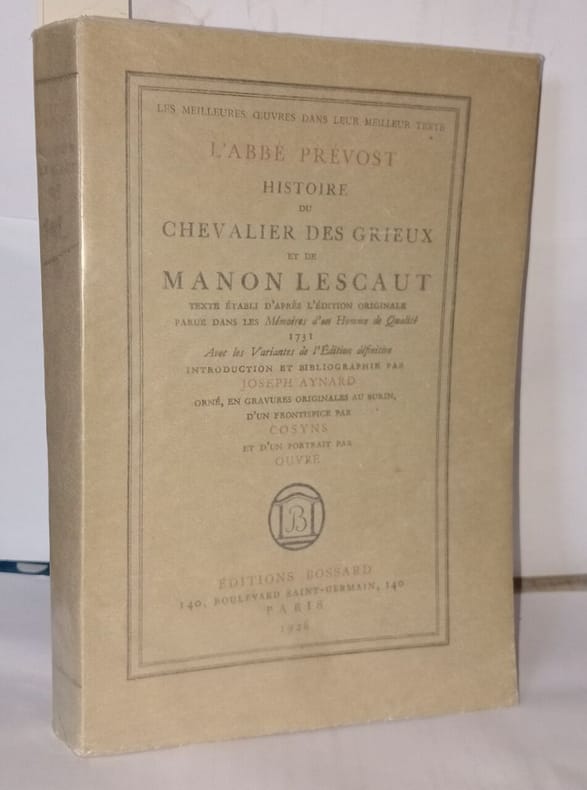 LES MEILLEURES ŒUVRES DANS LEUR MEILLEUR TEXTE
L'ABBÉ PRÉVOST
HISTOIRE
DU
CHEVALIER DES GRIEUX
ET DE
MANON LESCAUT
TEXTE ÉTABLI D'APRÈS L'ÉDITION ORIGINALE
PARUE DANS LES Mémoires d'un Homme de Qualité
1731
Avec les Variantes de l'Édition définitive
INTRODUCTION ET BIBLIOGRAPHIE PAR
JOSEPH AYNARD
ORNÉ, EN GRAVURES ORIGINALES AU BURIN,
D'UN FRONTISPICE PAR
COSYNS
ET D'UN PORTRAIT PAR
OUVRÉ
B
ÉDITIONS BOSSARD
140, BOULEVARD SAINT-GERMAIN, 140
PARIS
1926